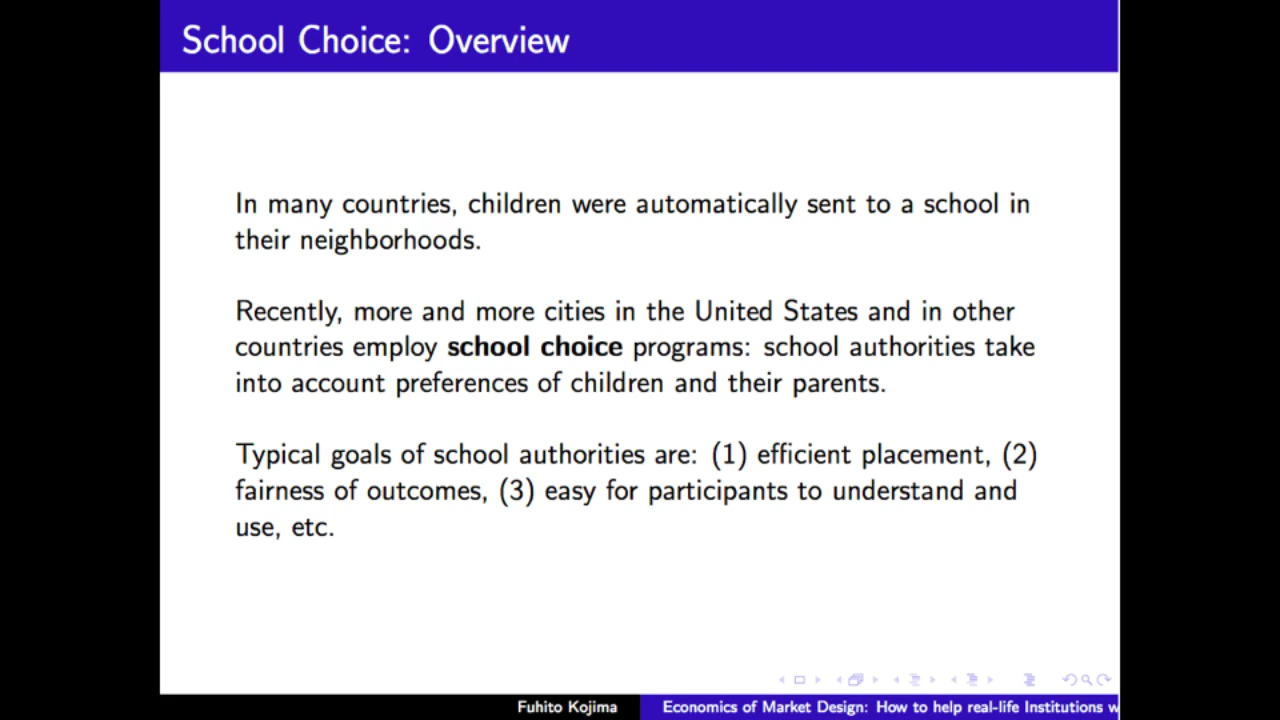 School Choice: Overview
In many countries, children were automatically sent to a school in
their neighborhoods.
Recently, more and more cities in the United States and in other
countries employ school choice programs: school authorities take
into account preferences of children and their parents.
Typical goals of school authorities are: (1) efficient placement, (2)
fairness of outcomes, (3) easy for participants to understand and
use, etc.
Fuhito Kojima
Economics of Market Design: How to help real-life Institutions w